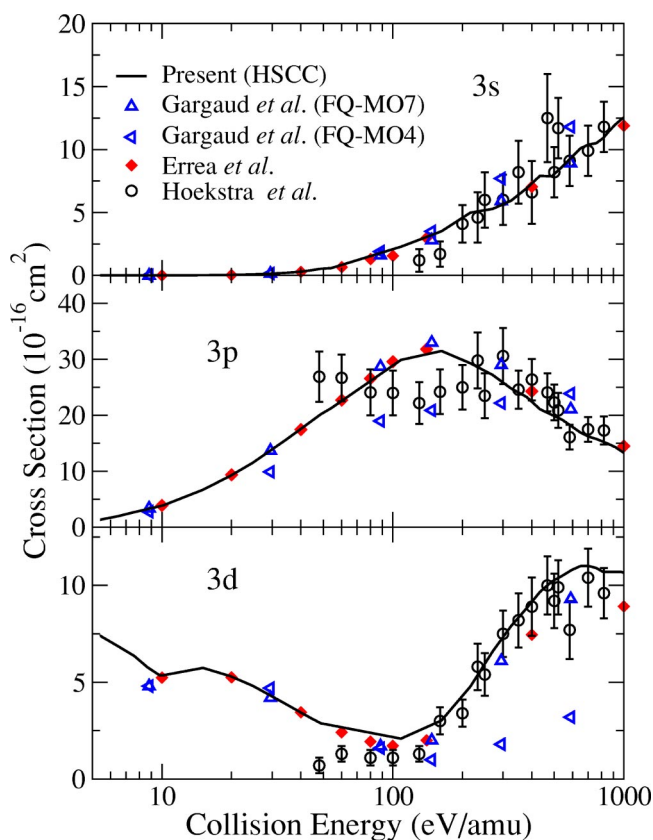 20
15
10
5
0
Present (HSCC)
Gargaud et al. (FQ-MO7)
Gargaud et al. (FQ-MO4)
Errea et al.
Hoekstra et al.
3s
40
30
20
10
0
3p
Cross Section (10⁻¹⁶ cm²)
10
5
0
3d
10 100 1000
Collision Energy (eV/amu)